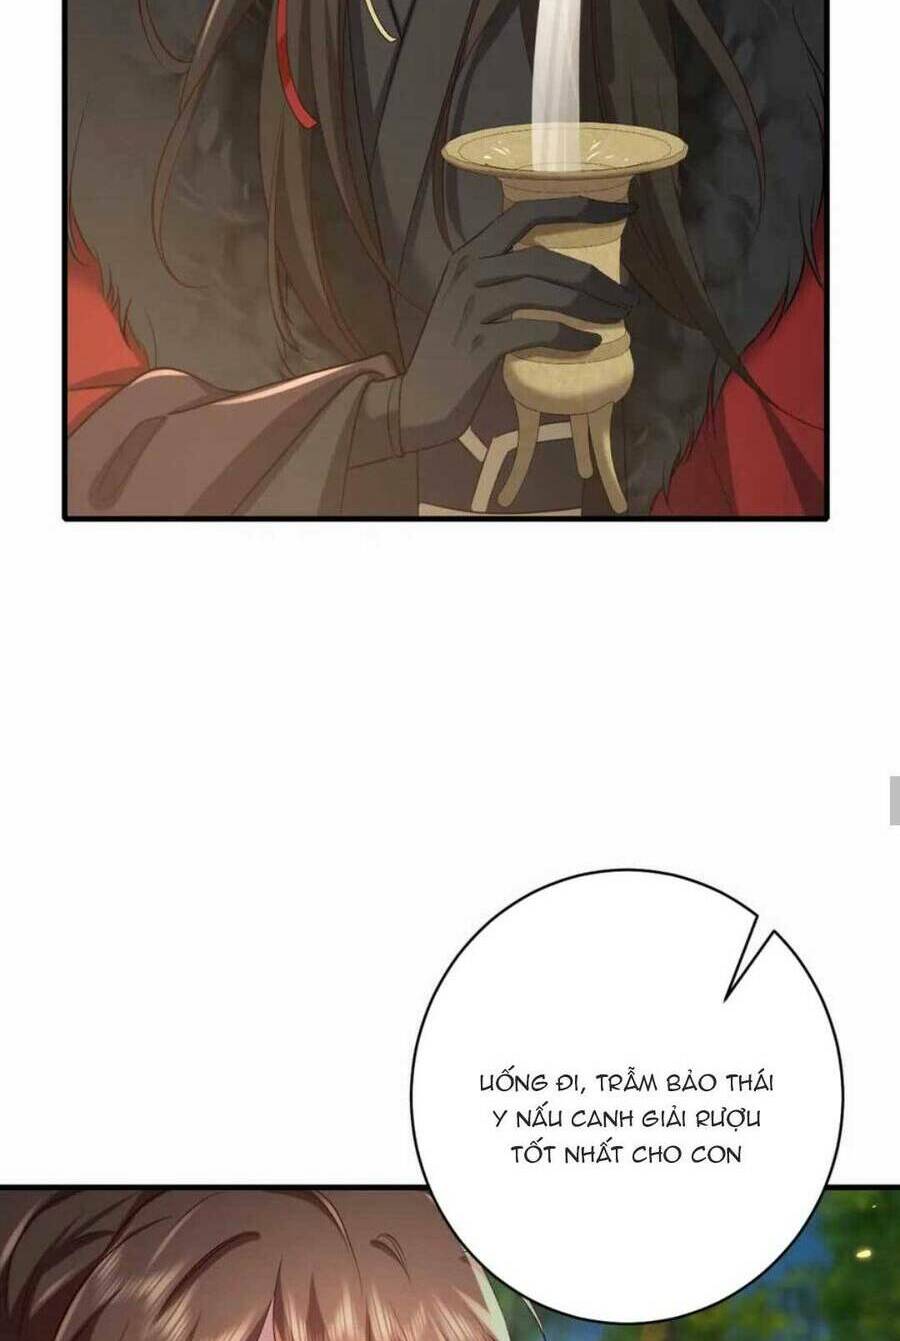 UỐNG ĐI, TRẪM BẢO THÁI
Y NẤU CANH GIẢI RƯỢU
TỐT NHẤT CHO CON